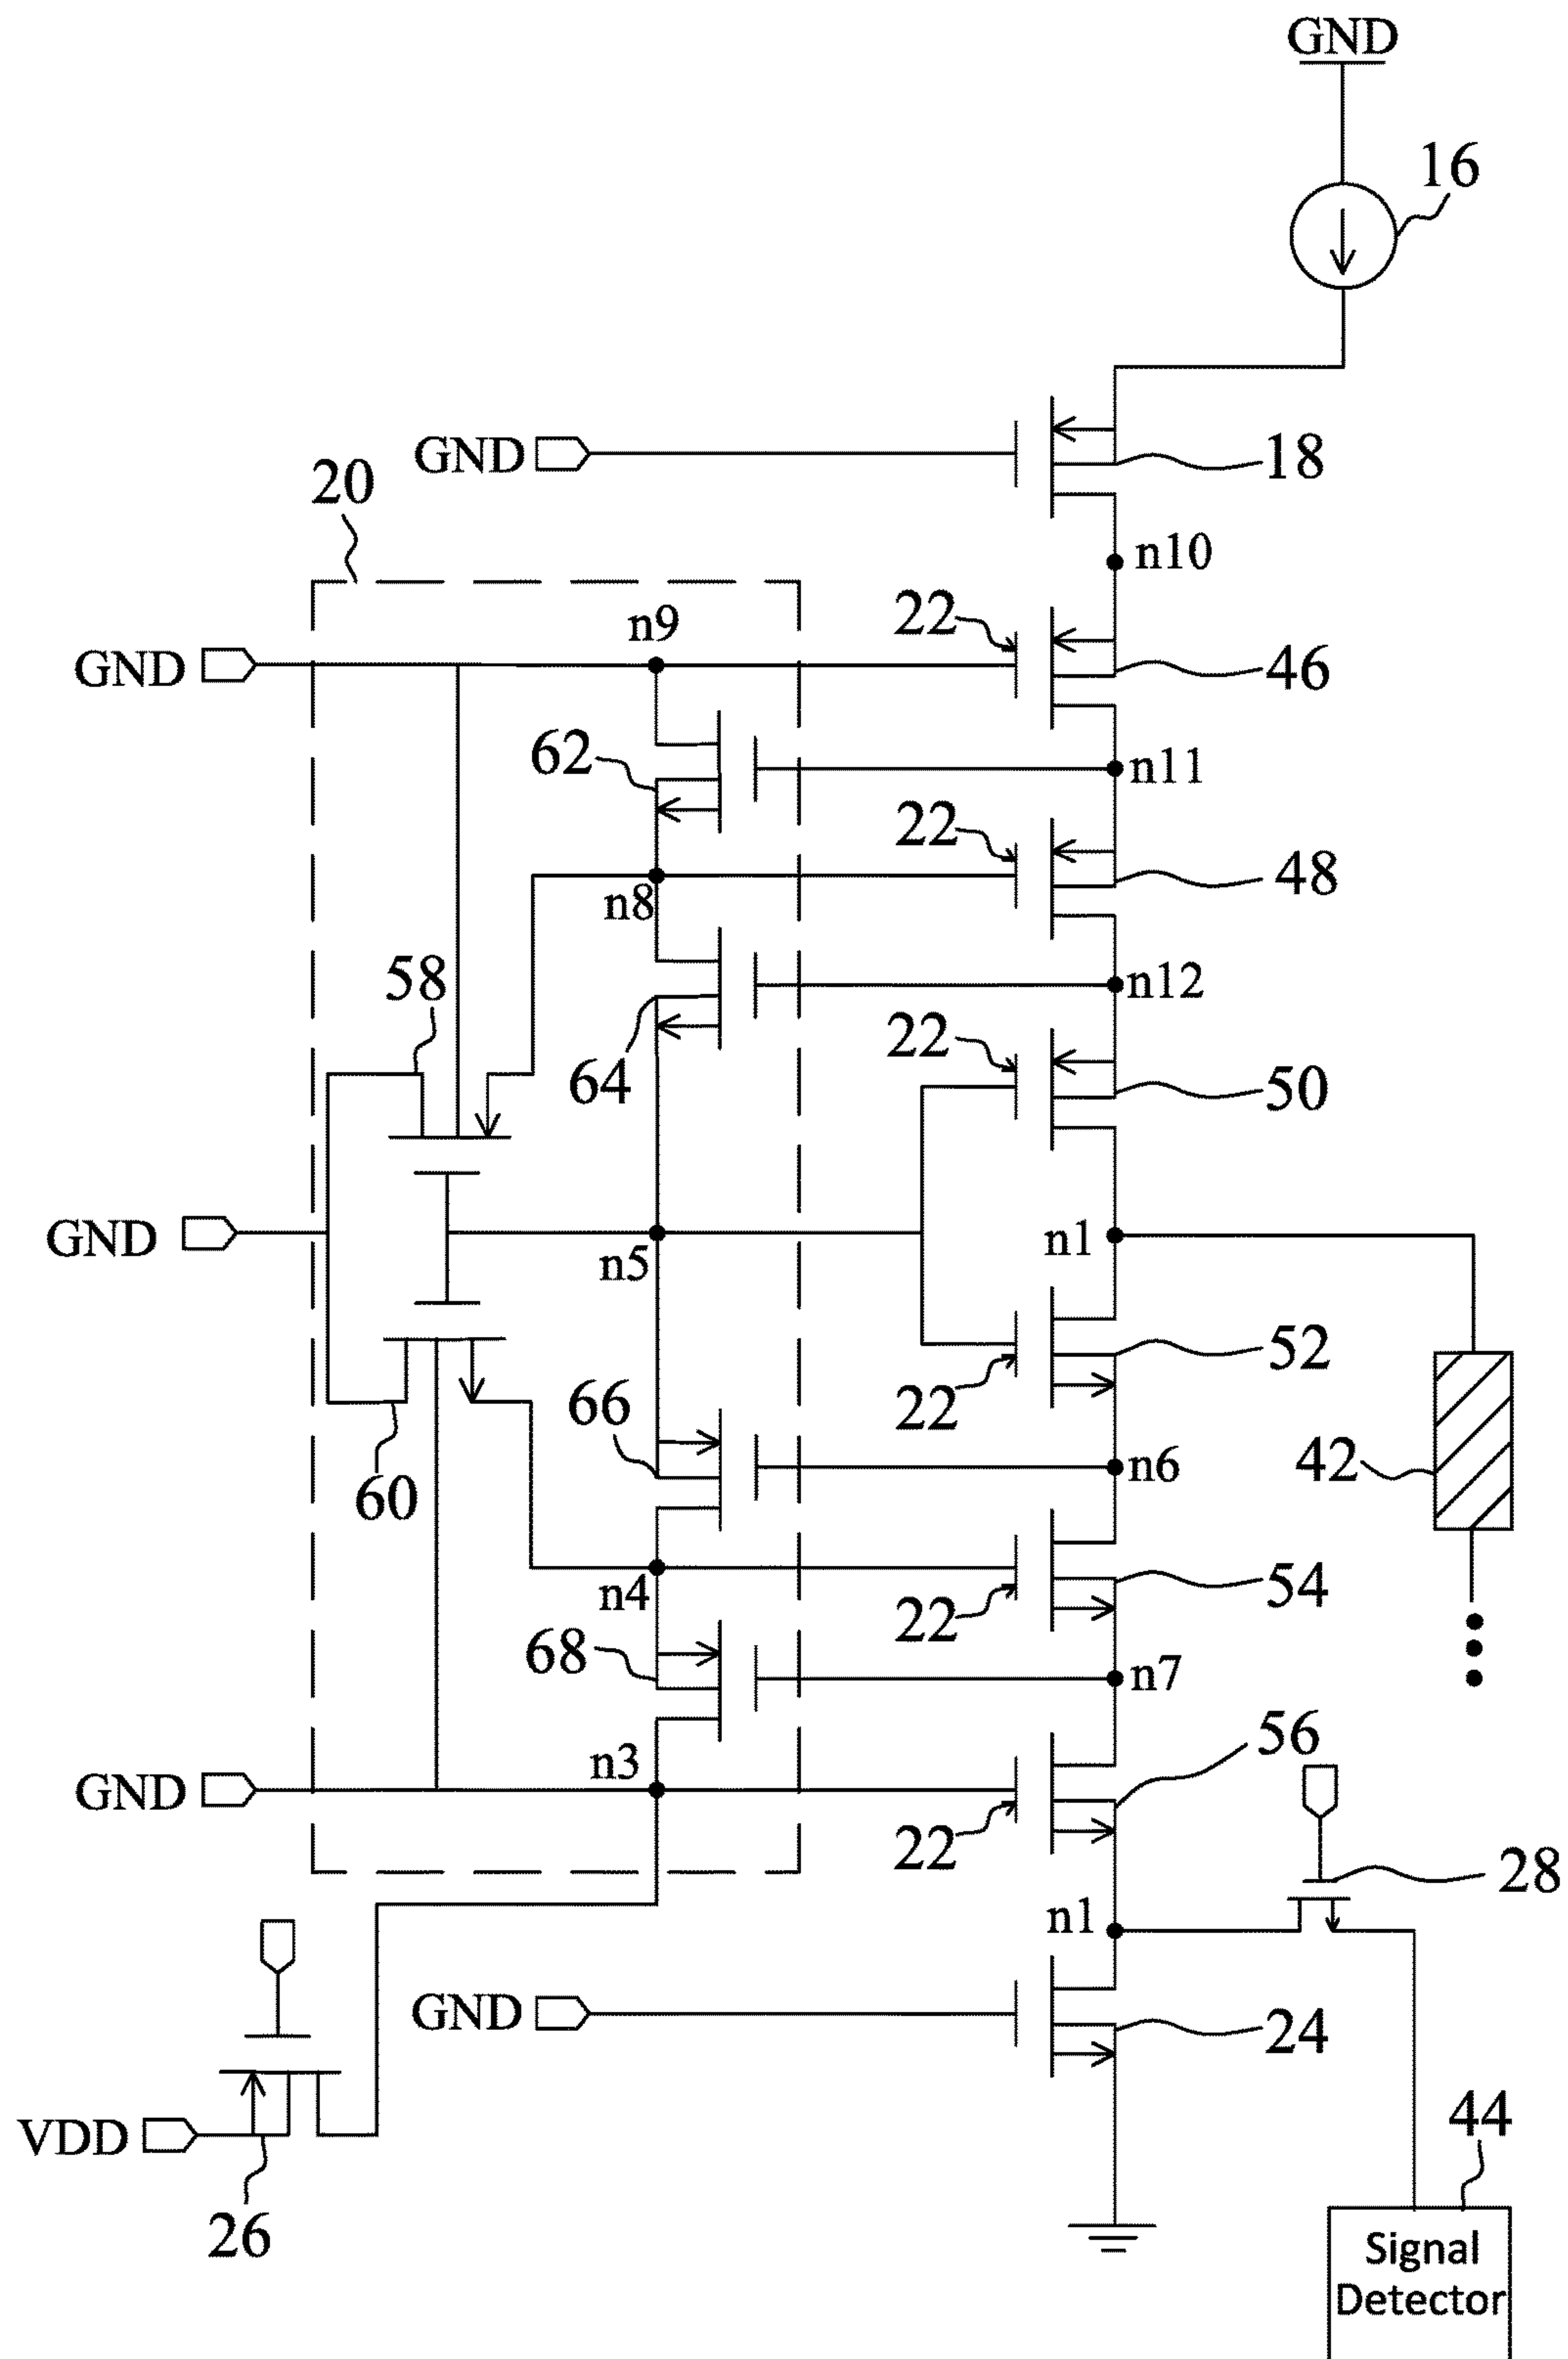 GND
16
GND
18
20
n10
n9
22
GND
46
62
n11
22
n8
48
58
n12
64
22
50
GND
n5
n1
52
66
22
60
n6
42
n4
54
22
68
n7
n3
56
GND
22
28
n1
GND
24
VDD
26
44
Signal
Detector